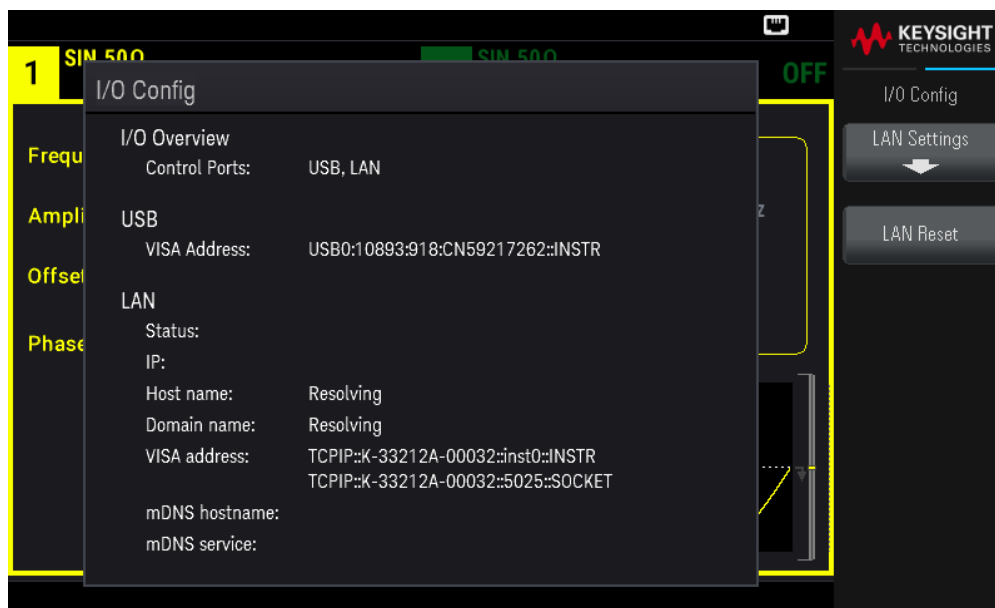 KEYSIGHT
TECHNOLOGIES
1
SIN 50Ω
SIN 50Ω
OFF
I/O Config
I/O Config
LAN Settings
LAN Reset
I/O Overview
Control Ports: USB, LAN
USB
VISA Address: USB0:10893:918:CN59217262::INSTR
LAN
Status:
IP:
Host name: Resolving
Domain name: Resolving
VISA address: TCPIP::K-33212A-00032::inst0::INSTR
TCPIP::K-33212A-00032::5025::SOCKET
mDNS hostname:
mDNS service:
Frequ
Ampli
z
Offset
Phase